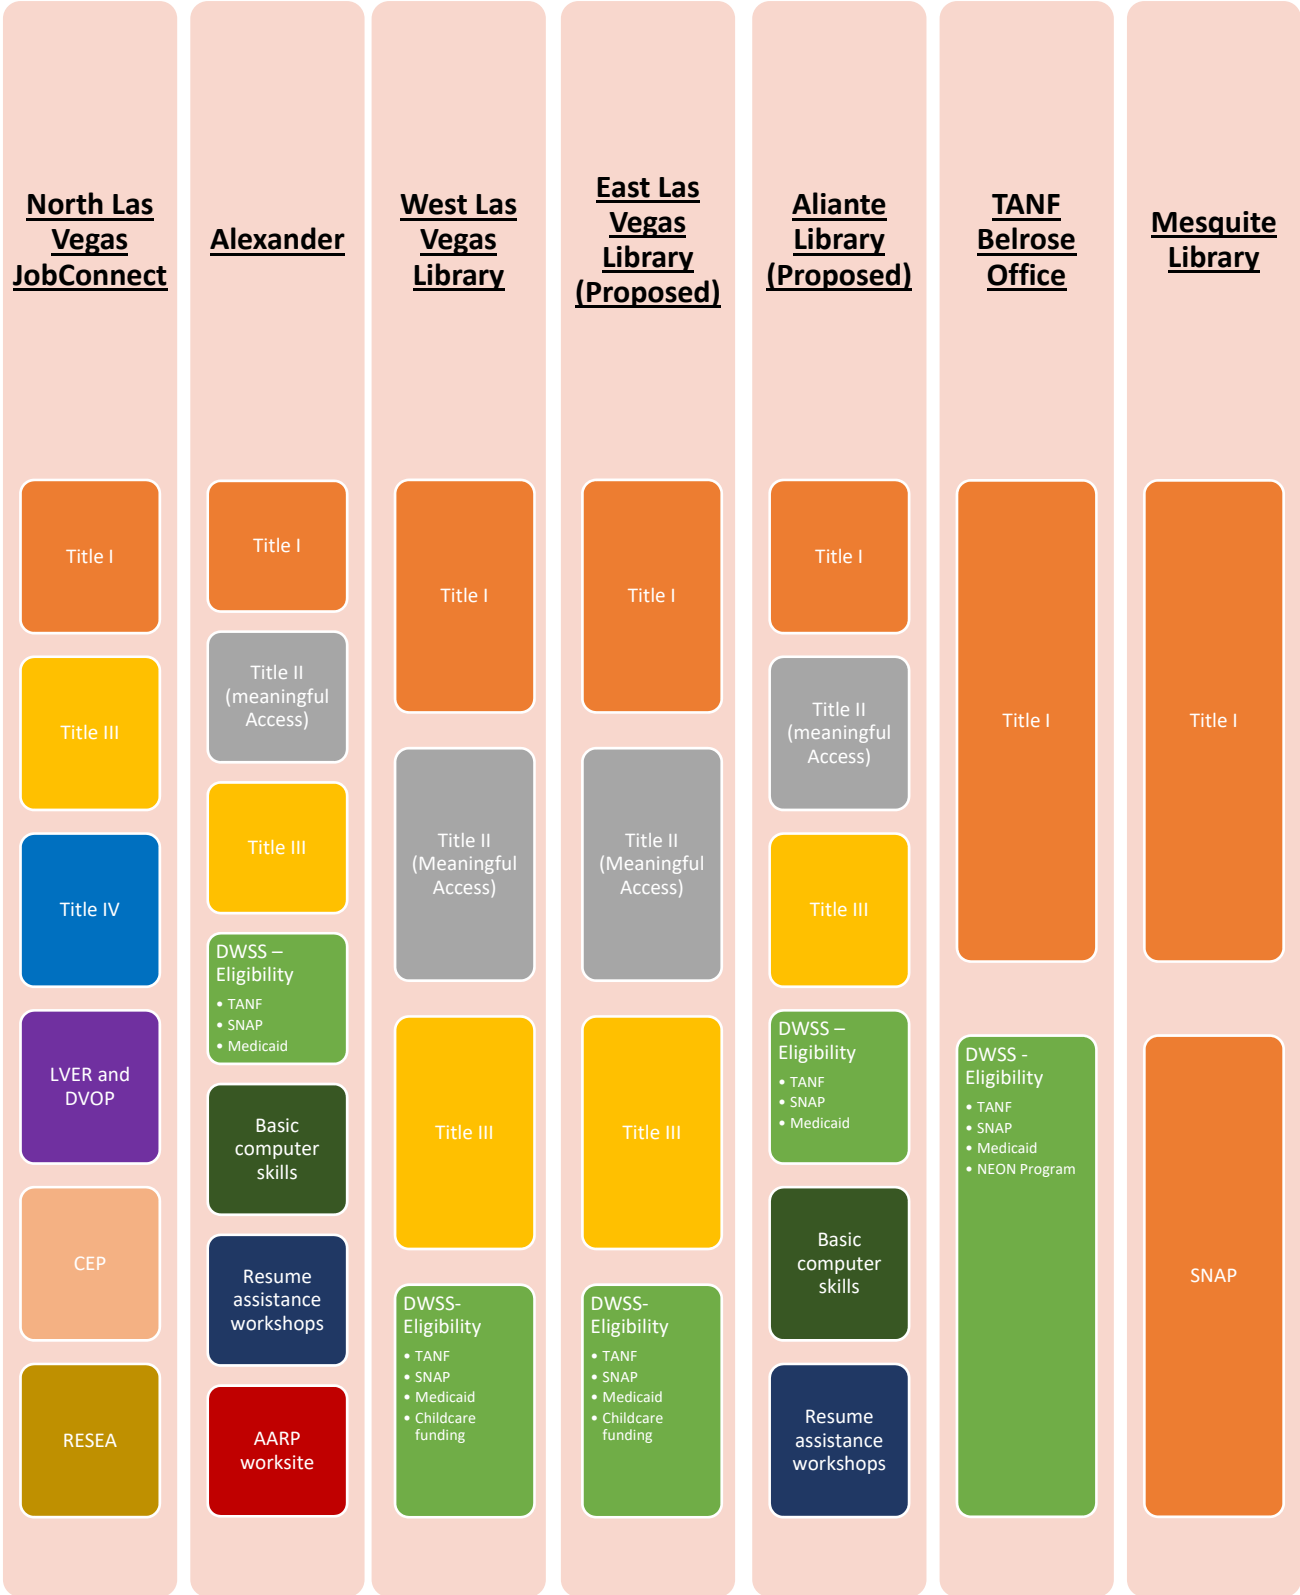 North Las
Vegas
JobConnect
Title I
Title III
Title IV
LVER and
DVOP
CEP
RESEA
Alexander
Title I
Title II
(meaningful
Access)
Title III
DWSS –
Eligibility
• TANF
• SNAP
• Medicaid
Basic
computer
skills
Resume
assistance
workshops
AARP
worksite
West Las
Vegas
Library
Title I
Title II
(Meaningful
Access)
Title III
DWSS-
Eligibility
• TANF
• SNAP
• Medicaid
• Childcare
funding
East Las
Vegas
Library
(Proposed)
Title I
Title II
(Meaningful
Access)
Title III
DWSS-
Eligibility
• TANF
• SNAP
• Medicaid
• Childcare
funding
Aliante
Library
(Proposed)
Title I
Title II
(meaningful
Access)
Title III
DWSS –
Eligibility
• TANF
• SNAP
• Medicaid
Basic
computer
skills
Resume
assistance
workshops
TANF
Belrose
Office
Title I
DWSS -
Eligibility
• TANF
• SNAP
• Medicaid
• NEON Program
Mesquite
Library
Title I
SNAP